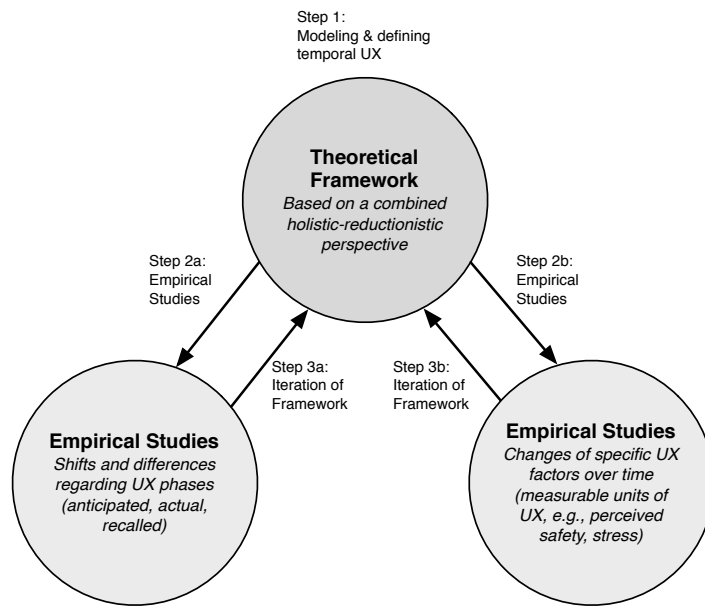 Step 1:
Modeling & defining
temporal UX
Theoretical
Framework
Based on a combined
holistic-reductionistic
perspective
Step 2a:
Empirical
Studies
Step 2b:
Empirical
Studies
Step 3a:
Iteration of
Framework
Step 3b:
Iteration of
Framework
Empirical Studies
Shifts and differences
regarding UX phases
(anticipated, actual,
recalled)
Empirical Studies
Changes of specific UX
factors over time
(measurable units of
UX, e.g., perceived
safety, stress)